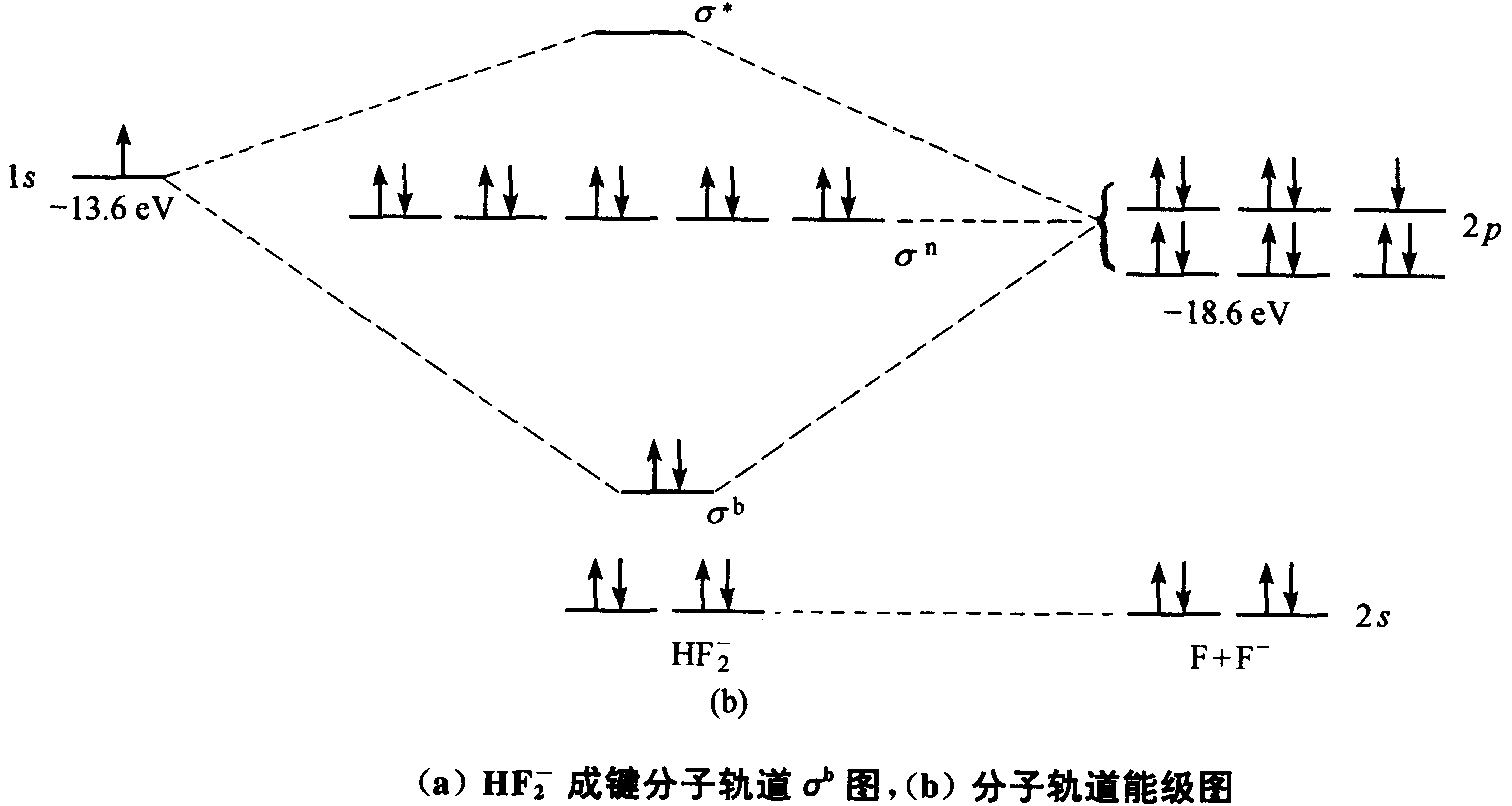 σ*
1s
−13.6 eV
σⁿ
2p
−18.6 eV
σᵇ
2s
HF₂⁻
F+F⁻
(b)
(a) HF₂⁻ 成键分子轨道 σᵇ 图,(b) 分子轨道能级图